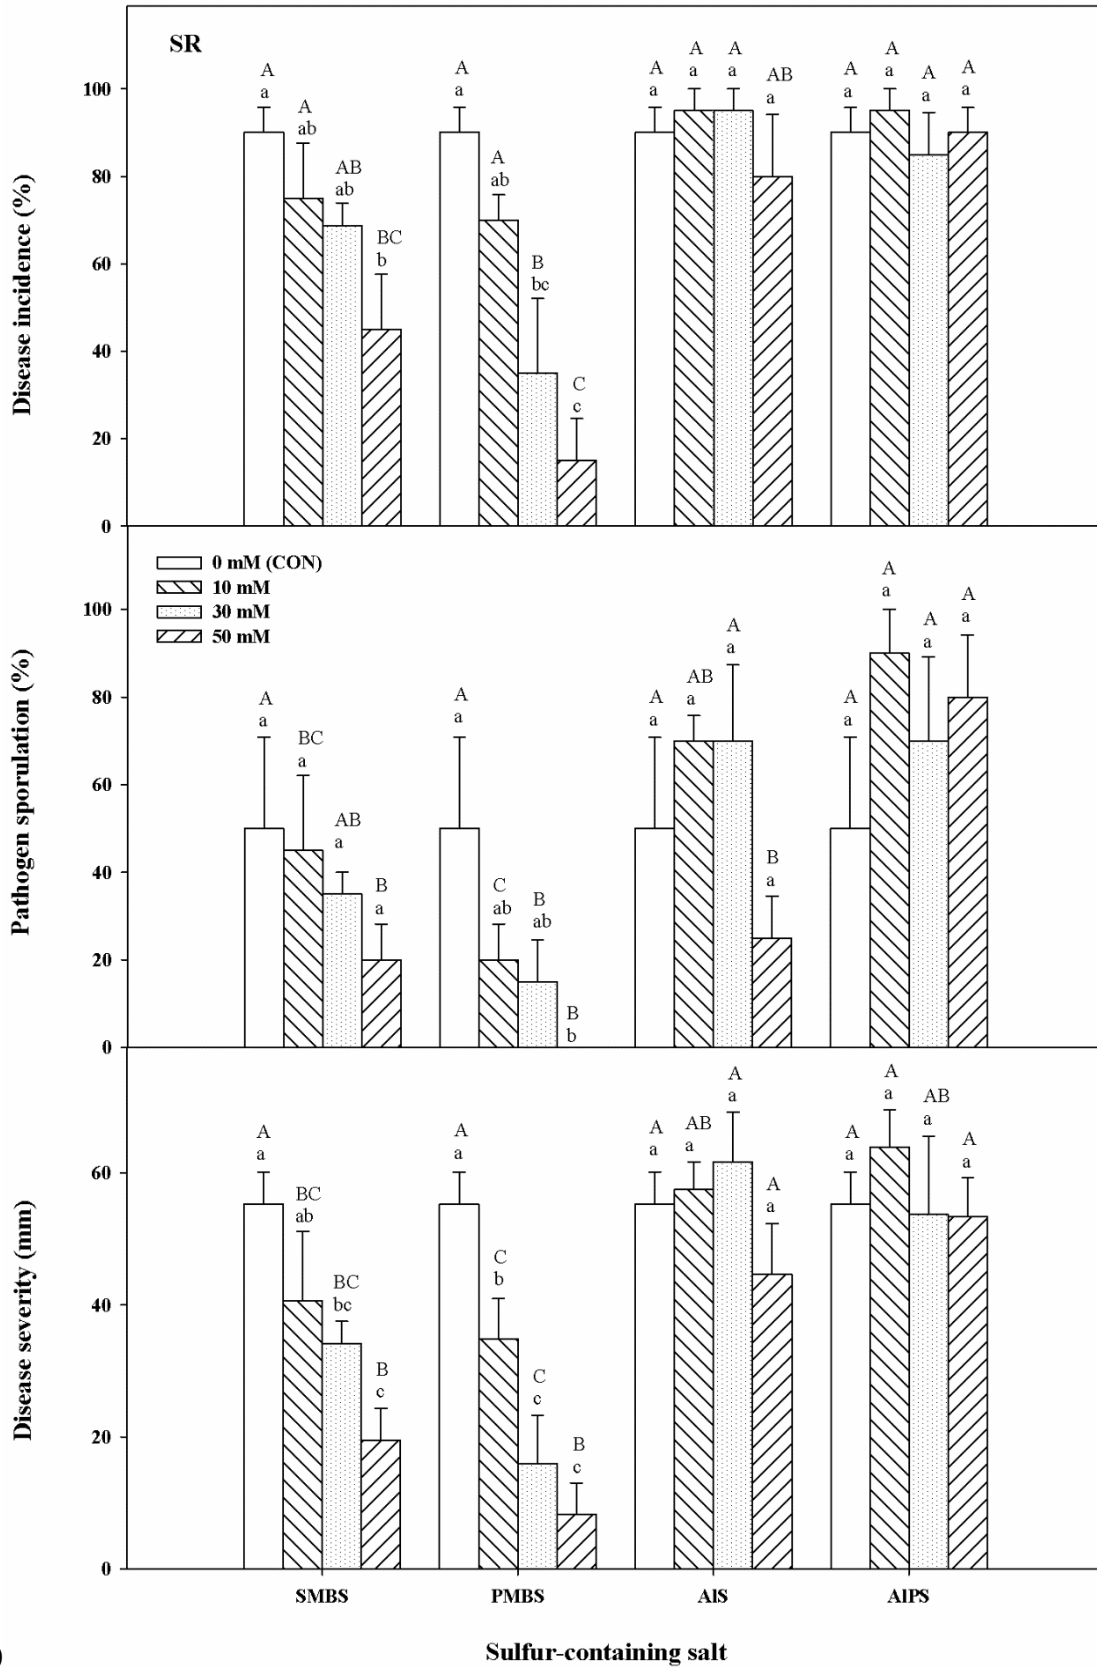 SR
A A A AB BC
a ab ab b
A A B C
a ab bc c
A A A AB
a a a a
A A A A
a a a a
100
80
60
40
20
0
Disease incidence (%)
0 mM (CON)
10 mM
30 mM
50 mM
A BC AB B
a a a a
A C B B
a ab ab b
A AB A B
a a a a
A A A A
a a a a
100
80
60
40
20
0
Pathogen sporulation (%)
A BC BC B
a ab bc c
A C C B
a b c c
A AB A A
a a a a
A A AB A
a a a a
60
40
20
0
Disease severity (mm)
SMBS PMBS AlS AlPS
Sulfur-containing salt
)